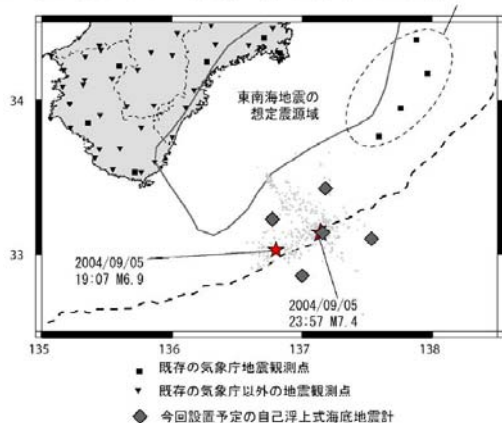 34
33
135
136
137
138
東南海地震の
想定震源域
2004/09/05
19:07 M6.9
2004/09/05
23:57 M7.4
既存の気象庁地震観測点
既存の気象庁以外の地震観測点
今回設置予定の自己浮上式海底地震計